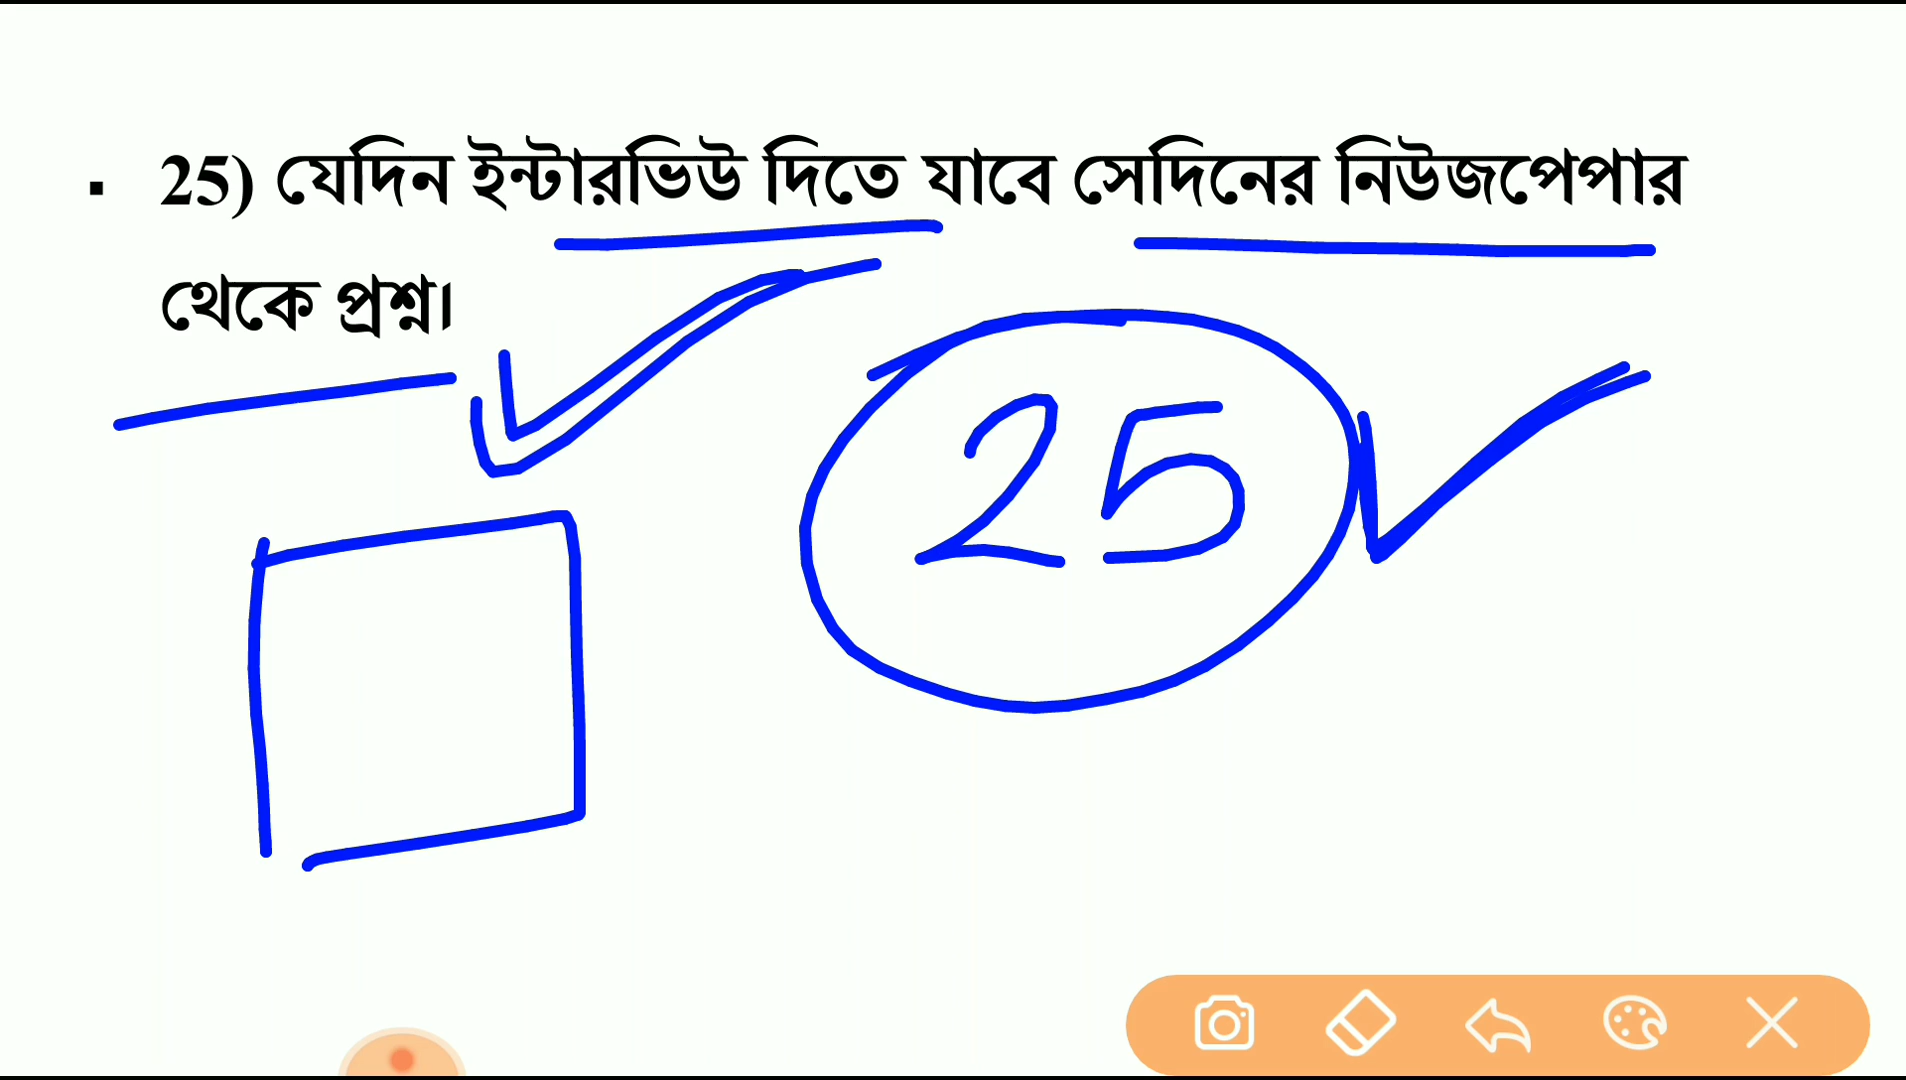 ▪ 25) যেদিন ইন্টারভিউ দিতে যাবে সেদিনের নিউজপেপার
থেকে প্রশ্ন।
25